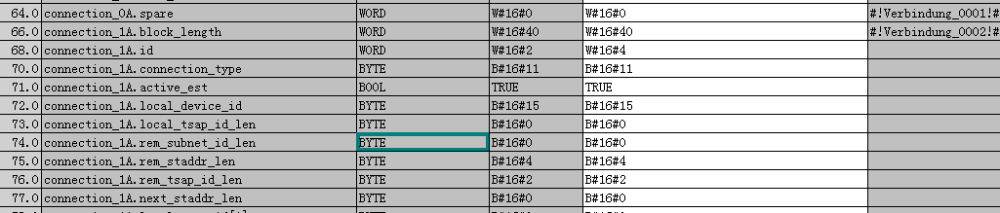 64.0 connection_0A.spare WORD W#16#0 W#16#0 #!Verbindung_0001!#
66.0 connection_1A.block_length WORD W#16#40 W#16#40 #!Verbindung_0002!#
68.0 connection_1A.id WORD W#16#2 W#16#4
70.0 connection_1A.connection_type BYTE B#16#11 B#16#11
71.0 connection_1A.active_est BOOL TRUE TRUE
72.0 connection_1A.local_device_id BYTE B#16#15 B#16#15
73.0 connection_1A.local_tsap_id_len BYTE B#16#0 B#16#0
74.0 connection_1A.rem_subnet_id_len BYTE B#16#0 B#16#0
75.0 connection_1A.rem_staddr_len BYTE B#16#4 B#16#4
76.0 connection_1A.rem_tsap_id_len BYTE B#16#2 B#16#2
77.0 connection_1A.next_staddr_len BYTE B#16#0 B#16#0